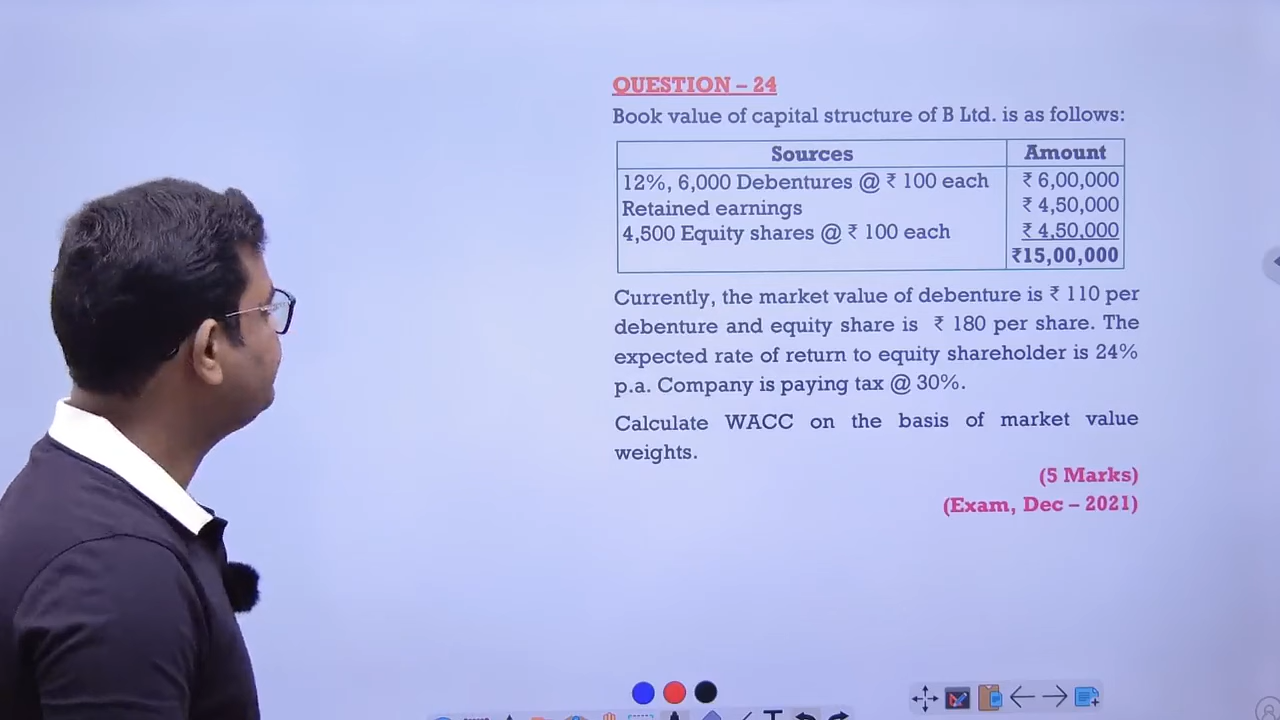 QUESTION – 24
Book value of capital structure of B Ltd. is as follows:
Sources Amount
12%, 6,000 Debentures @ ₹ 100 each ₹ 6,00,000
Retained earnings ₹ 4,50,000
4,500 Equity shares @ ₹ 100 each ₹ 4,50,000
₹15,00,000
Currently, the market value of debenture is ₹ 110 per
debenture and equity share is ₹ 180 per share. The
expected rate of return to equity shareholder is 24%
p.a. Company is paying tax @ 30%.
Calculate WACC on the basis of market value
weights.
(5 Marks)
(Exam, Dec – 2021)